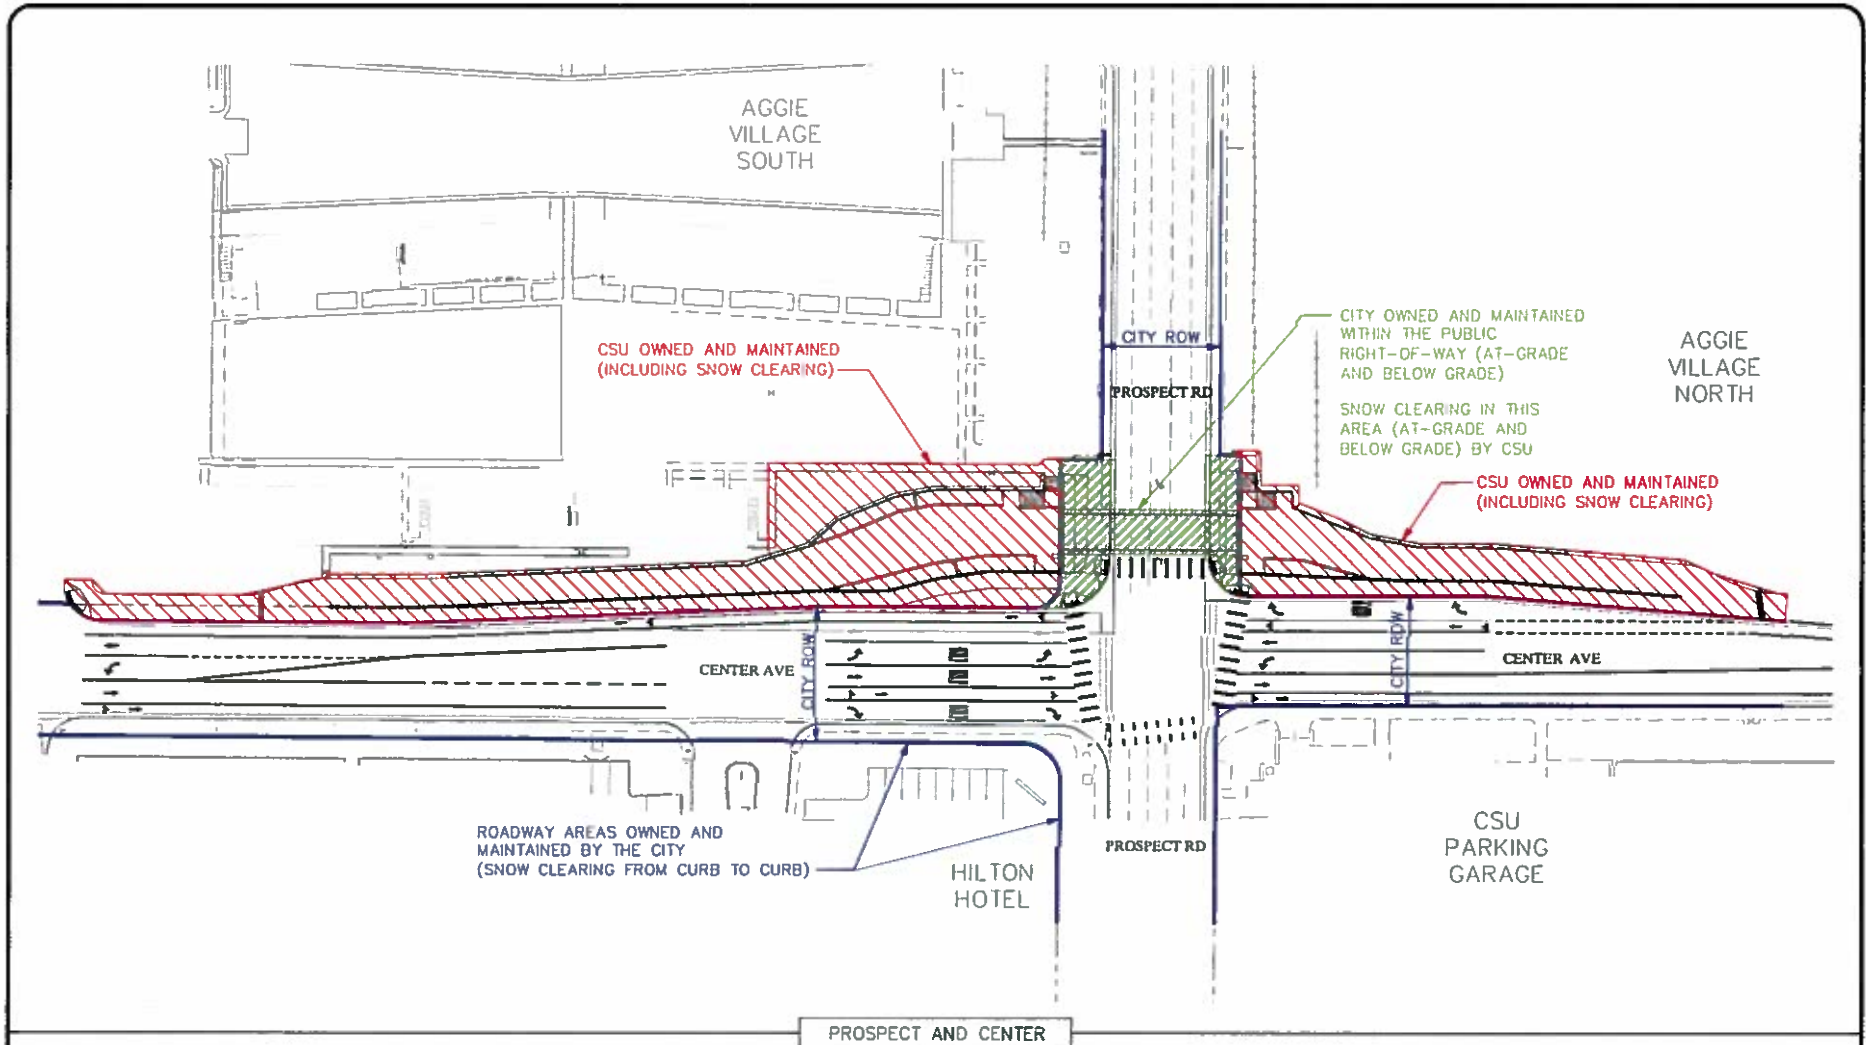 AGGIE
VILLAGE
SOUTH
CITY OWNED AND MAINTAINED
WITHIN THE PUBLIC
RIGHT-OF-WAY (AT-GRADE
AND BELOW GRADE)
SNOW CLEARING IN THIS
AREA (AT-GRADE AND
BELOW GRADE) BY CSU
AGGIE
VILLAGE
NORTH
CITY ROW
CSU OWNED AND MAINTAINED
(INCLUDING SNOW CLEARING)
PROSPECT RD
CSU OWNED AND MAINTAINED
(INCLUDING SNOW CLEARING)
CENTER AVE
CITY ROW
CITY ROW
CENTER AVE
ROADWAY AREAS OWNED AND
MAINTAINED BY THE CITY
(SNOW CLEARING FROM CURB TO CURB)
HILTON
HOTEL
PROSPECT RD
CSU
PARKING
GARAGE
PROSPECT AND CENTER